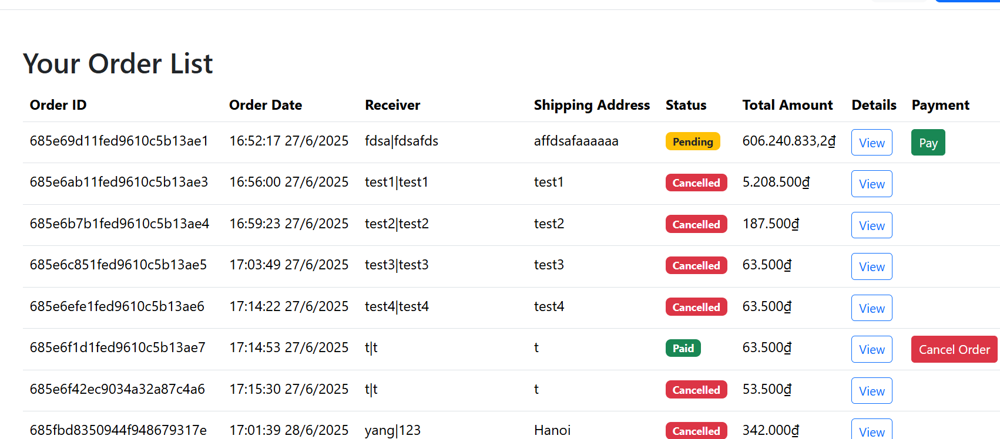 Your Order List
Order ID Order Date Receiver Shipping Address Status Total Amount Details Payment
685e69d11fed9610c5b13ae1 16:52:17 27/6/2025 fdsa|fdsafds affdsafaaaaaa Pending 606.240.833,2₫ View Pay
685e6ab11fed9610c5b13ae3 16:56:00 27/6/2025 test1|test1 test1 Cancelled 5.208.500₫ View
685e6b7b1fed9610c5b13ae4 16:59:23 27/6/2025 test2|test2 test2 Cancelled 187.500₫ View
685e6c851fed9610c5b13ae5 17:03:49 27/6/2025 test3|test3 test3 Cancelled 63.500₫ View
685e6efe1fed9610c5b13ae6 17:14:22 27/6/2025 test4|test4 test4 Cancelled 63.500₫ View
685e6f1d1fed9610c5b13ae7 17:14:53 27/6/2025 t|t t Paid 63.500₫ View Cancel Order
685e6f42ec9034a32a87c4a6 17:15:30 27/6/2025 t|t t Cancelled 53.500₫ View
685fbd8350944f948679317e 17:01:39 28/6/2025 yang|123 Hanoi Cancelled 342.000₫ View